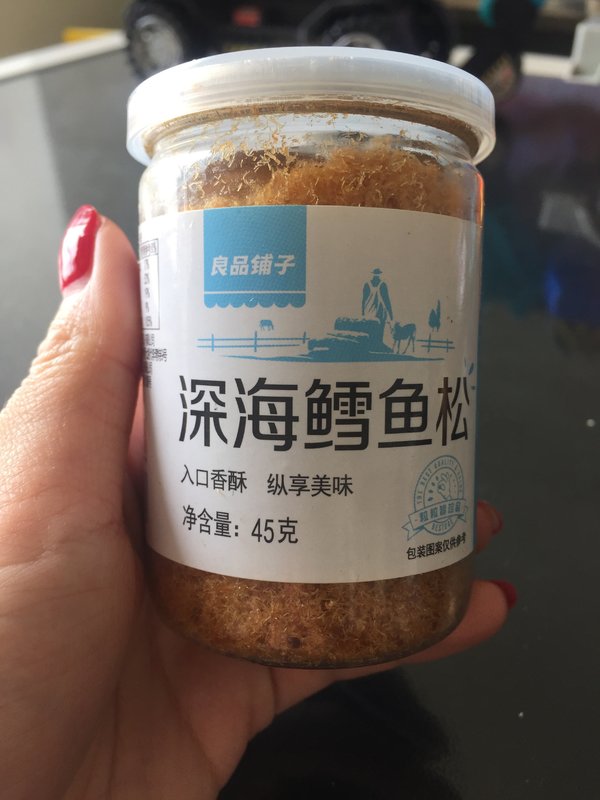 良品铺子
深海鳕鱼松
入口香酥 纵享美味
净含量：45克
包装图案仅供参考